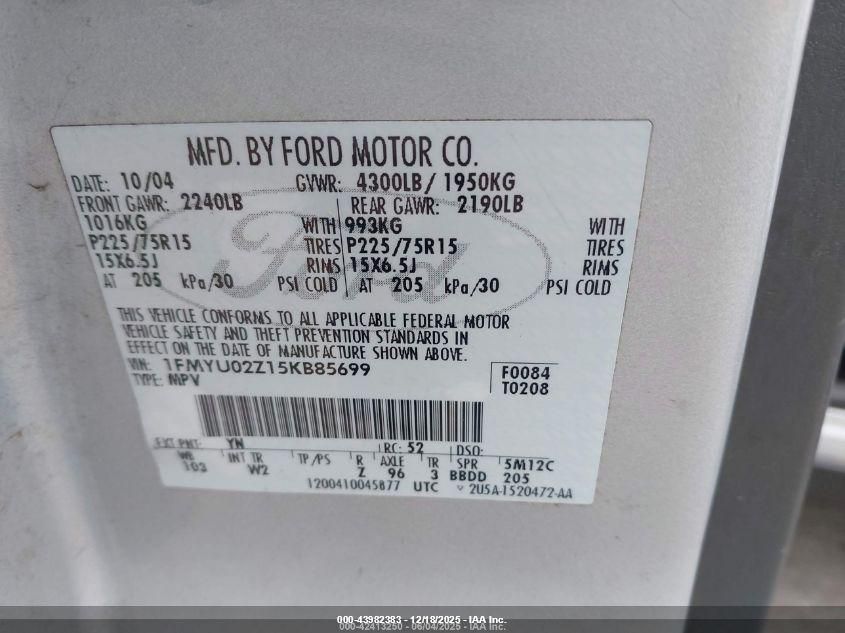 MFD. BY FORD MOTOR CO.
DATE: 10/04 GVWR: 4300LB/ 1950KG
FRONT GAWR: 2240LB REAR GAWR: 2190LB
1016KG WITH 993KG WITH
P225/75R15 TIRES P225/75R15 TIRES
15X6.5J RIMS 15X6.5J RIMS
AT 205 kPa/30 PSI COLD AT 205 kPa/30 PSI COLD
Ford
THIS VEHICLE CONFORMS TO ALL APPLICABLE FEDERAL MOTOR
VEHICLE SAFETY AND THEFT PREVENTION STANDARDS IN
EFFECT ON THE DATE OF MANUFACTURE SHOWN ABOVE.
VIN: 1FMYU02Z15KB85699 F0084
TYPE: MPV T0208
EXT PNT: YN RC: 52 DSO:
WB INT TR TP/PS R AXLE TR SPR 5M12C
103 W2 Z 96 3 BBDD 205
1200410045877 UTC 2U5A-1520472-AA
000-43982383 - 12/18/2025 - IAA Inc.
000-42413250 - 06/04/2025 - IAA Inc.